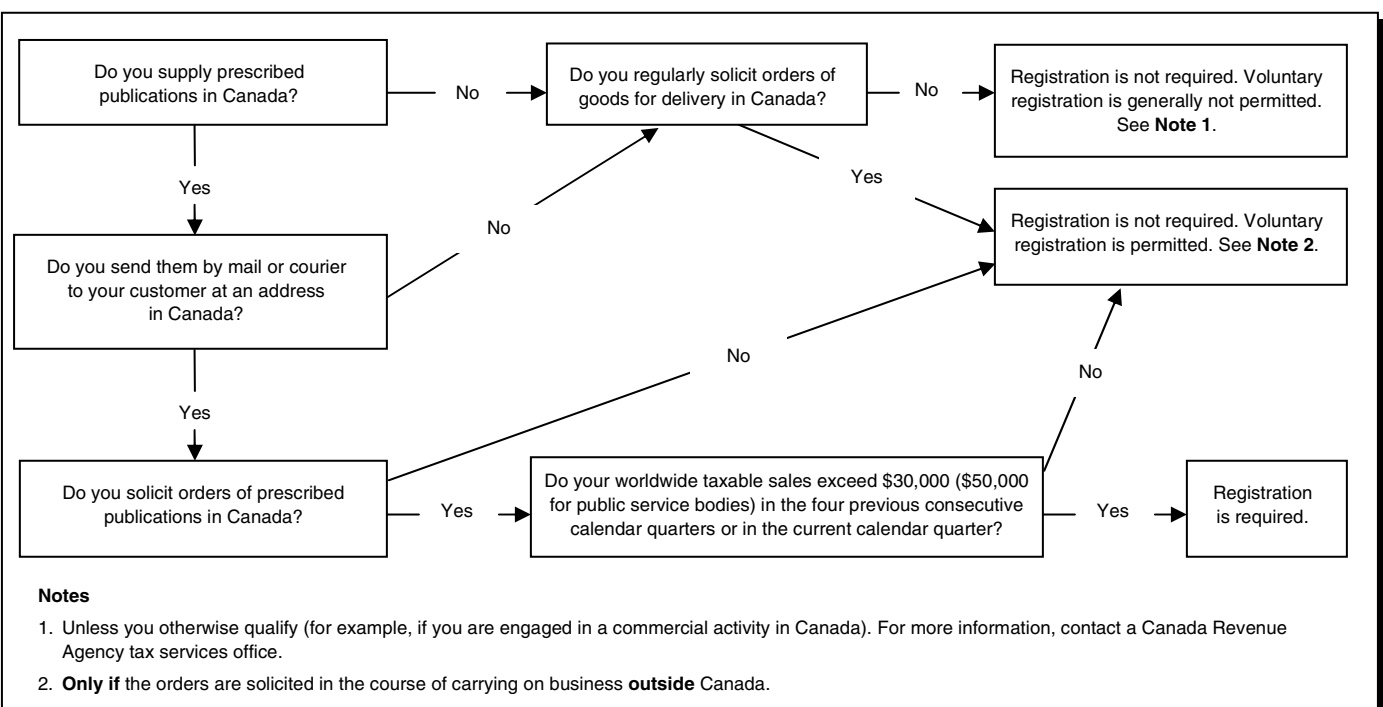 Do you supply prescribed
publications in Canada?
No
Do you regularly solicit orders of
goods for delivery in Canada?
No
Registration is not required. Voluntary
registration is generally not permitted.
See Note 1.
Yes
Yes
No
Registration is not required. Voluntary
registration is permitted. See Note 2.
Do you send them by mail or courier
to your customer at an address
in Canada?
No
No
Yes
Do you solicit orders of prescribed
publications in Canada?
Yes
Do your worldwide taxable sales exceed $30,000 ($50,000
for public service bodies) in the four previous consecutive
calendar quarters or in the current calendar quarter?
Yes
Registration
is required.
Notes
1. Unless you otherwise qualify (for example, if you are engaged in a commercial activity in Canada). For more information, contact a Canada Revenue
Agency tax services office.
2. Only if the orders are solicited in the course of carrying on business outside Canada.